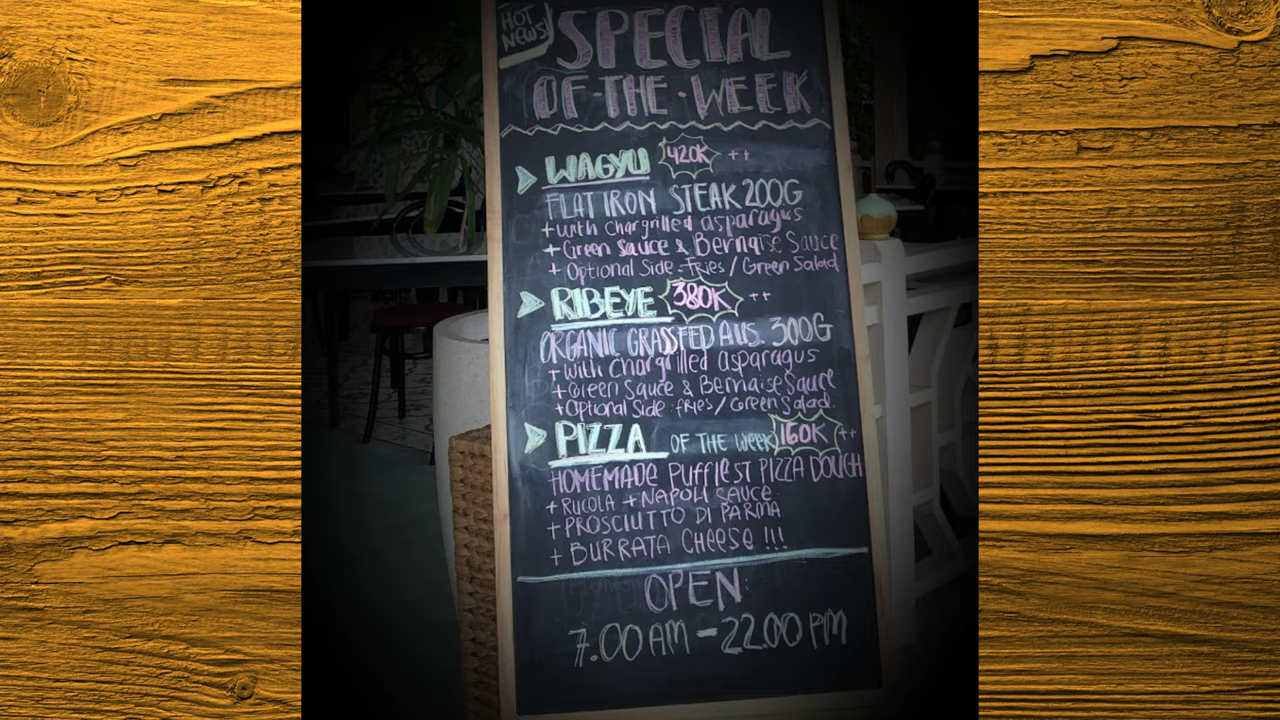 HOT
NEWS!
SPECIAL
OF·THE·WEEK
WAGYU 420K ++
FLAT IRON STEAK 200G
+ with chargrilled asparagus
+ Green Sauce & Bernaise Sauce
+ Optional Side - Fries / Green Salad
RIBEYE 380K ++
ORGANIC GRASSFED AUS. 300G
+ with chargrilled asparagus
+ Green Sauce & Bernaise Sauce
+ Optional Side : fries / Green Salad.
PIZZA OF THE WEEK 160K ++
HOMEMADE PUFFIEST PIZZA DOUGH
+ RUCOLA + NAPOLI SAUCE
+ PROSCIUTTO DI PARMA
+ BURRATA CHEESE !!!
OPEN:
7.00 AM - 22.00 PM